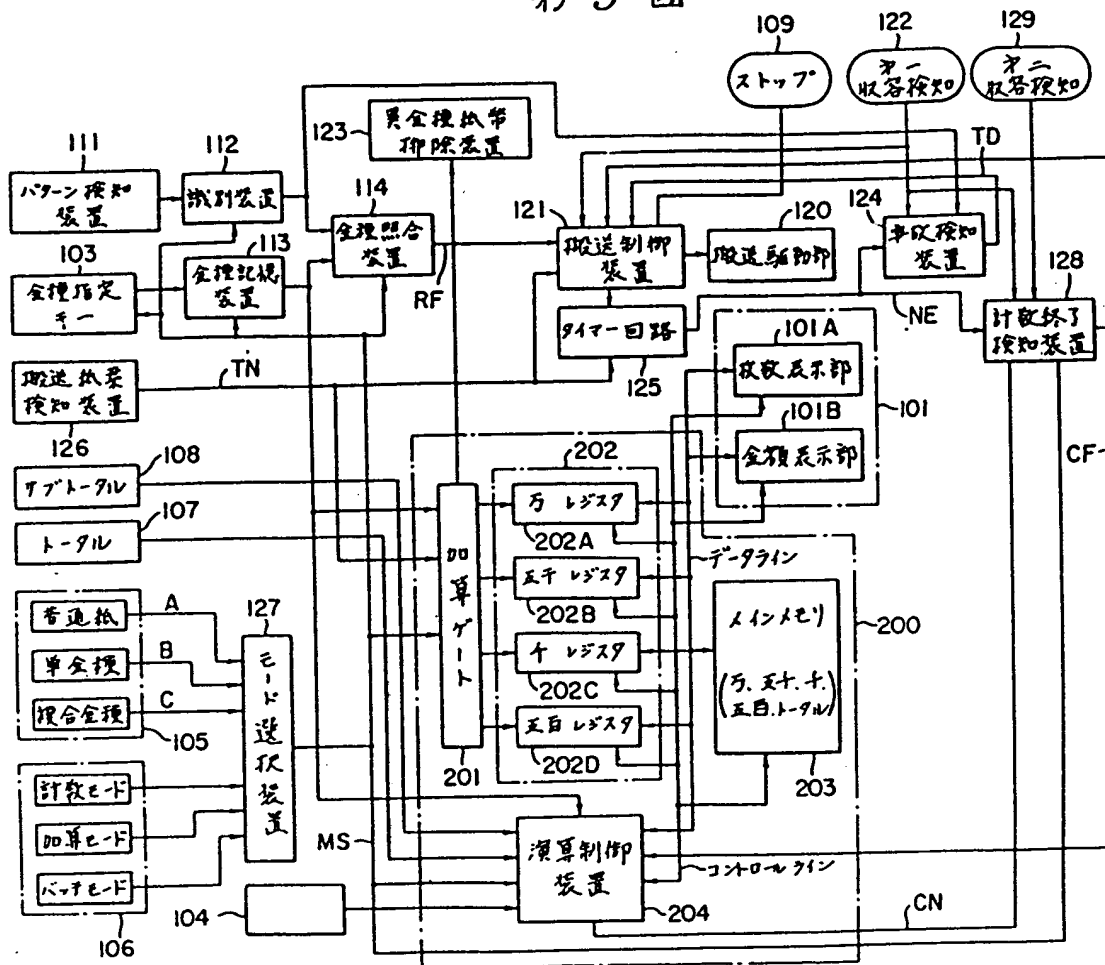 第 5 図
109
ストップ
122
第一
収容検知
129
第二
収容検知
123
異金種紙幣
排除装置
111
パターン検知
装置
112
識別装置
114
金種照合
装置
103
金種指定
キー
113
金種記憶
装置
RF
121
搬送制御
装置
120
搬送駆動部
TD
124
事故検知
装置
128
計数終了
検知装置
NE
タイマー回路
125
搬送紙葉
検知装置
126
TN
101A
枚数表示部
101B
金額表示部
101
CF
108
サブトータル
107
トータル
普通紙
A
単金種
B
混合金種
C
105
127
モード選択装置
計数モード
加算モード
バッチモード
106
MS
104
加算ゲート
201
202
万 レジスタ
202A
五千 レジスタ
202B
千 レジスタ
202C
五百 レジスタ
202D
データライン
メインメモリ
(万、五千、千、
五百、トータル)
203
200
演算制御
装置
204
コントロールライン
CN